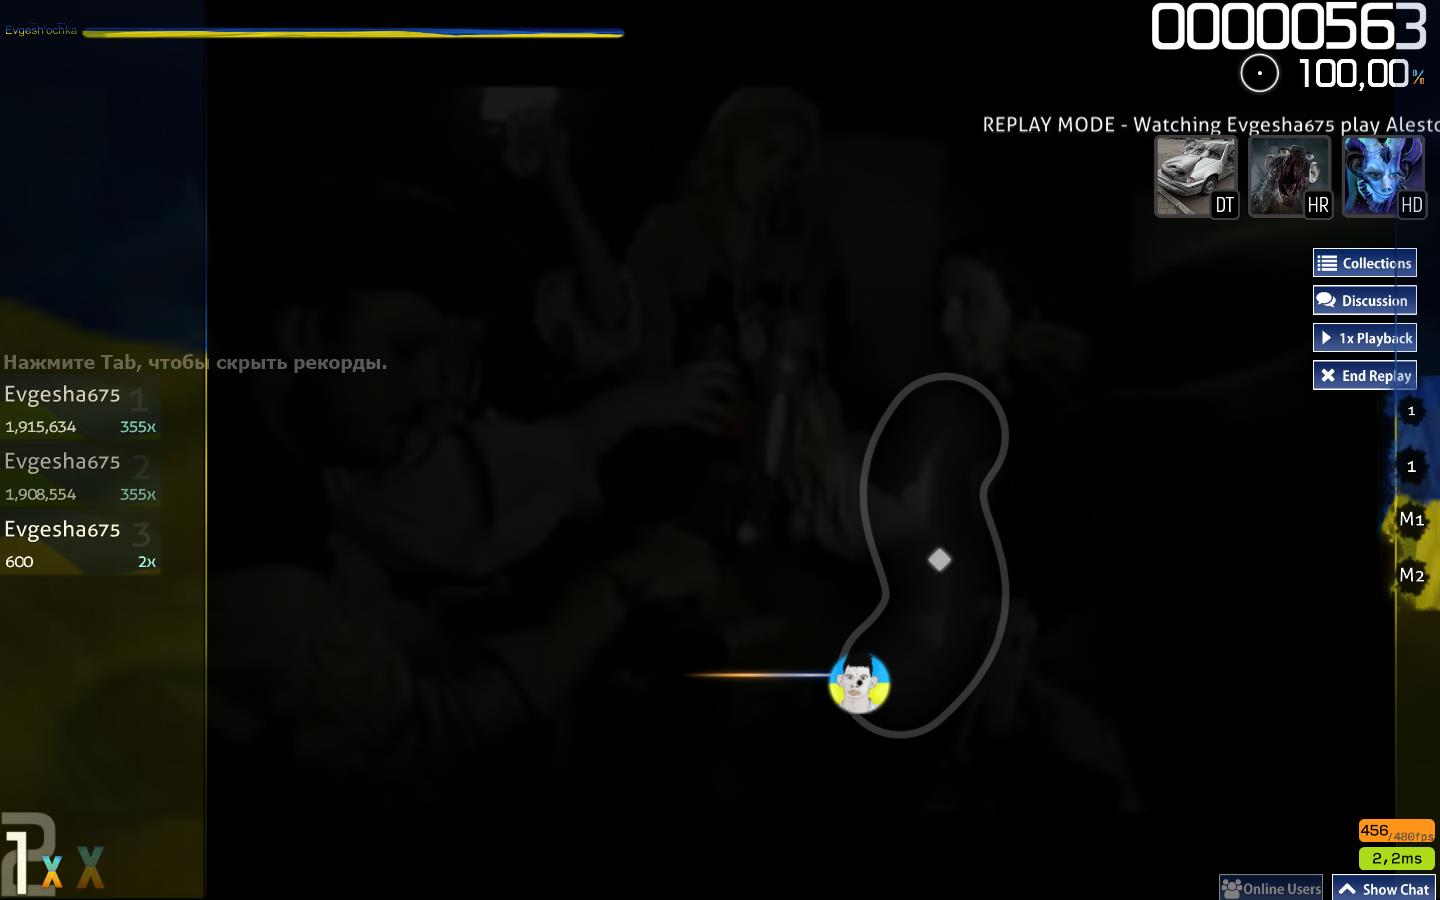 Evgesh'ochka
00000563
100,00%
REPLAY MODE - Watching Evgesha675 play Alesto
DT
HR
HD
Collections
Discussion
1x Playback
End Replay
Нажмите Tab, чтобы скрыть рекорды.
Evgesha675
1
1,915,634
355x
Evgesha675
2
1,908,554
355x
Evgesha675
3
600
2x
1
1
M1
M2
456/480fps
2,2ms
2x
1x
Online Users
Show Chat